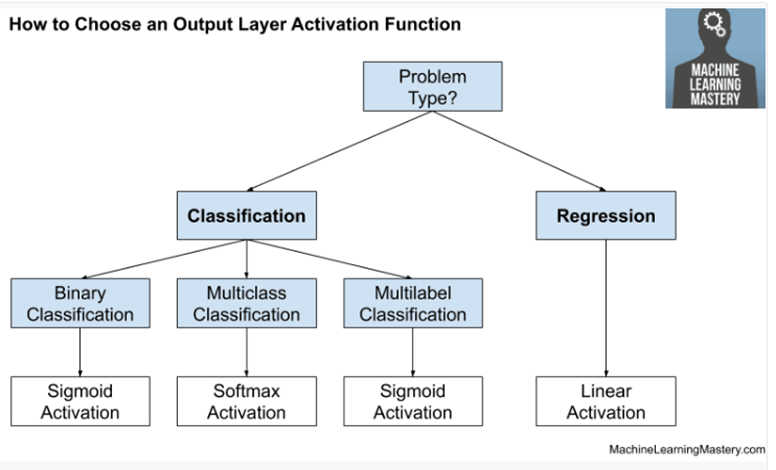 How to Choose an Output Layer Activation Function
MACHINE
LEARNING
MASTERY
Problem
Type?
Classification
Regression
Binary
Classification
Multiclass
Classification
Multilabel
Classification
Sigmoid
Activation
Softmax
Activation
Sigmoid
Activation
Linear
Activation
MachineLearningMastery.com